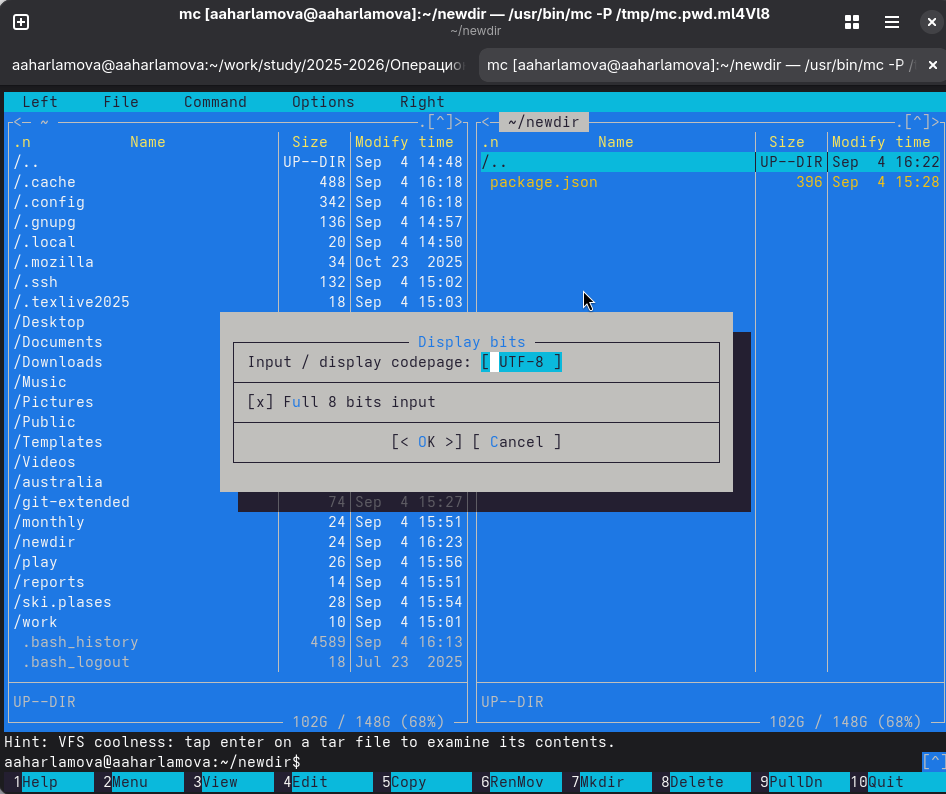 mc [aaharlamova@aaharlamova]:~/newdir — /usr/bin/mc -P /tmp/mc.pwd.ml4Vl8
~/newdir
aaharlamova@aaharlamova:~/work/study/2025-2026/Операцио
mc [aaharlamova@aaharlamova]:~/newdir — /usr/bin/mc -P /
Left File Command Options Right
<— ~ .[^]> <— ~/newdir .[^]>
.n Name Size Modify time .n Name Size Modify time
/.. UP--DIR Sep 4 14:48 /.. UP--DIR Sep 4 16:22
/.cache 488 Sep 4 16:18 package.json 396 Sep 4 15:28
/.config 342 Sep 4 16:18
/.gnupg 136 Sep 4 14:57
/.local 20 Sep 4 14:50
/.mozilla 34 Oct 23 2025
/.ssh 132 Sep 4 15:02
/.texlive2025 18 Sep 4 15:03
/Desktop
/Documents
/Downloads
/Music
/Pictures
/Public
/Templates
/Videos
/australia
/git-extended 74 Sep 4 15:27
/monthly 24 Sep 4 15:51
/newdir 24 Sep 4 16:23
/play 26 Sep 4 15:56
/reports 14 Sep 4 15:51
/ski.plases 28 Sep 4 15:54
/work 10 Sep 4 15:01
.bash_history 4589 Sep 4 16:13
.bash_logout 18 Jul 23 2025
Display bits
Input / display codepage: [ UTF-8 ]
[x] Full 8 bits input
[< OK >] [ Cancel ]
UP--DIR UP--DIR
102G / 148G (68%) 102G / 148G (68%)
Hint: VFS coolness: tap enter on a tar file to examine its contents.
aaharlamova@aaharlamova:~/newdir$ [^]
1Help 2Menu 3View 4Edit 5Copy 6RenMov 7Mkdir 8Delete 9PullDn 10Quit